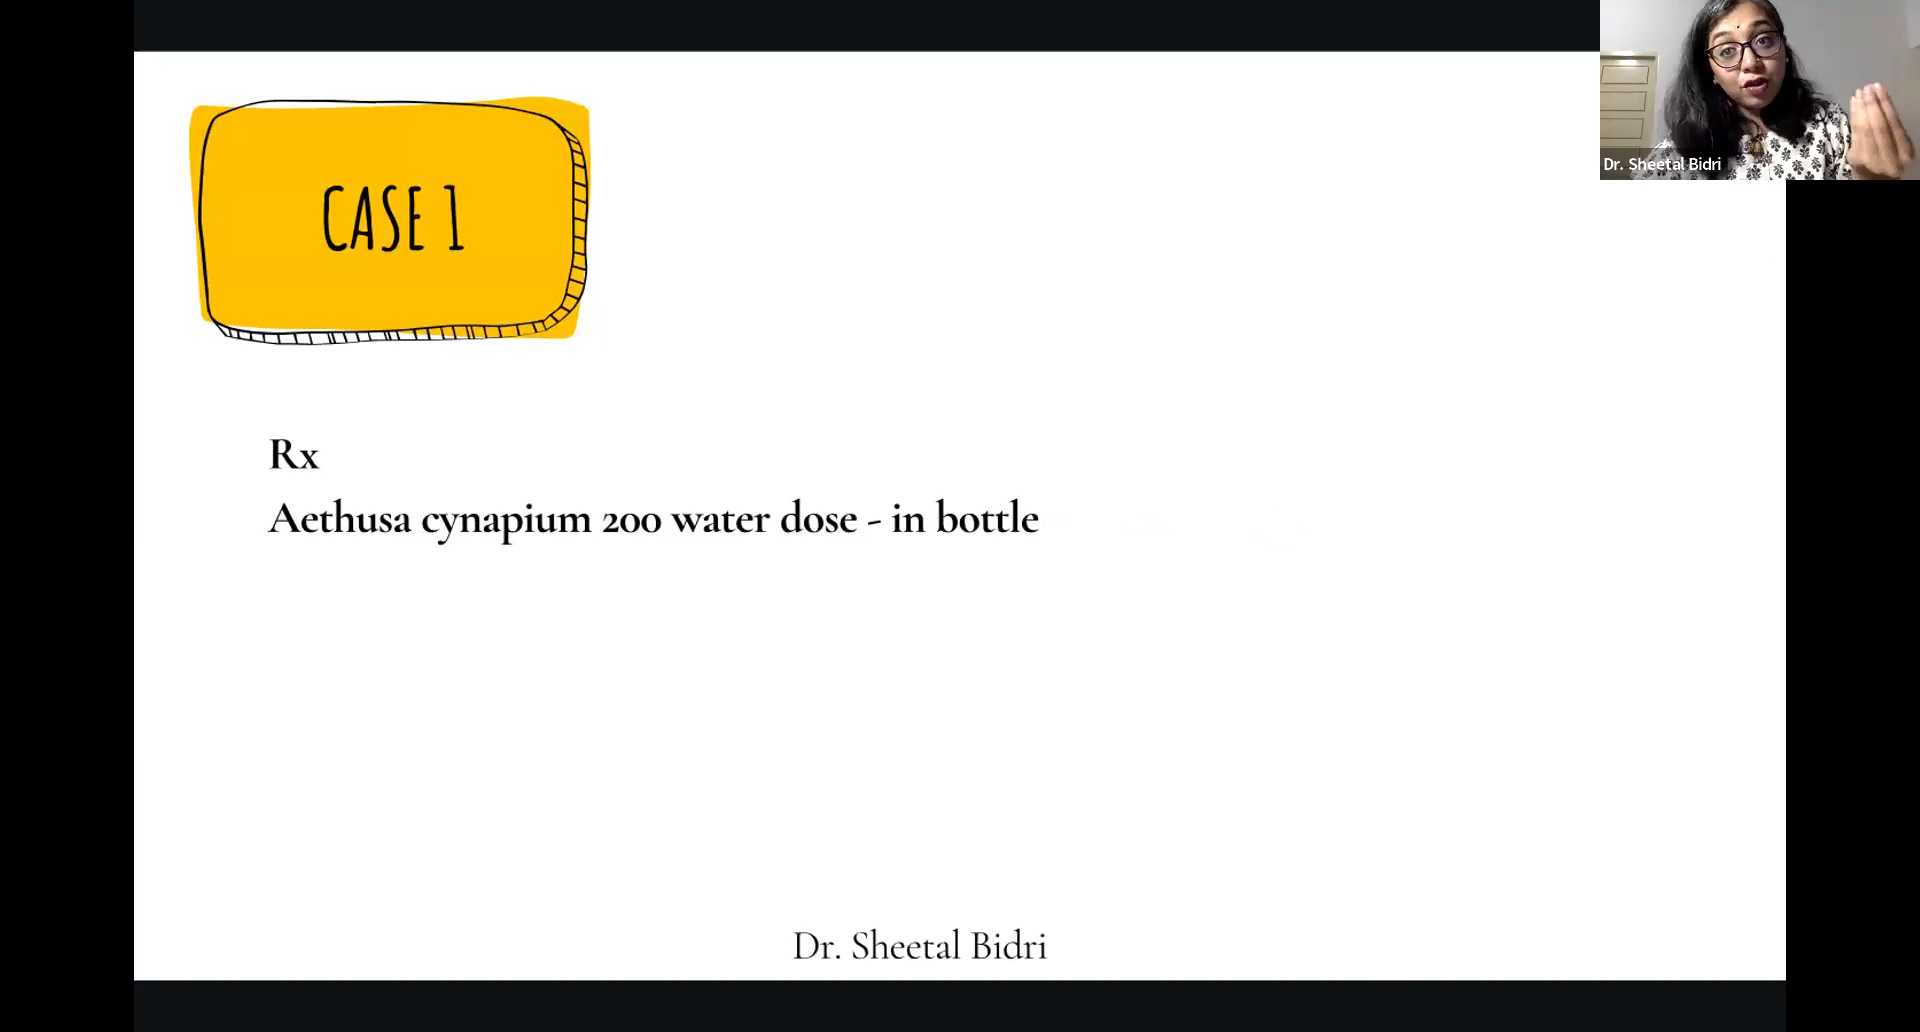 CASE 1
Dr. Sheetal Bidri
Rx
Aethusa cynapium 200 water dose - in bottle
Dr. Sheetal Bidri